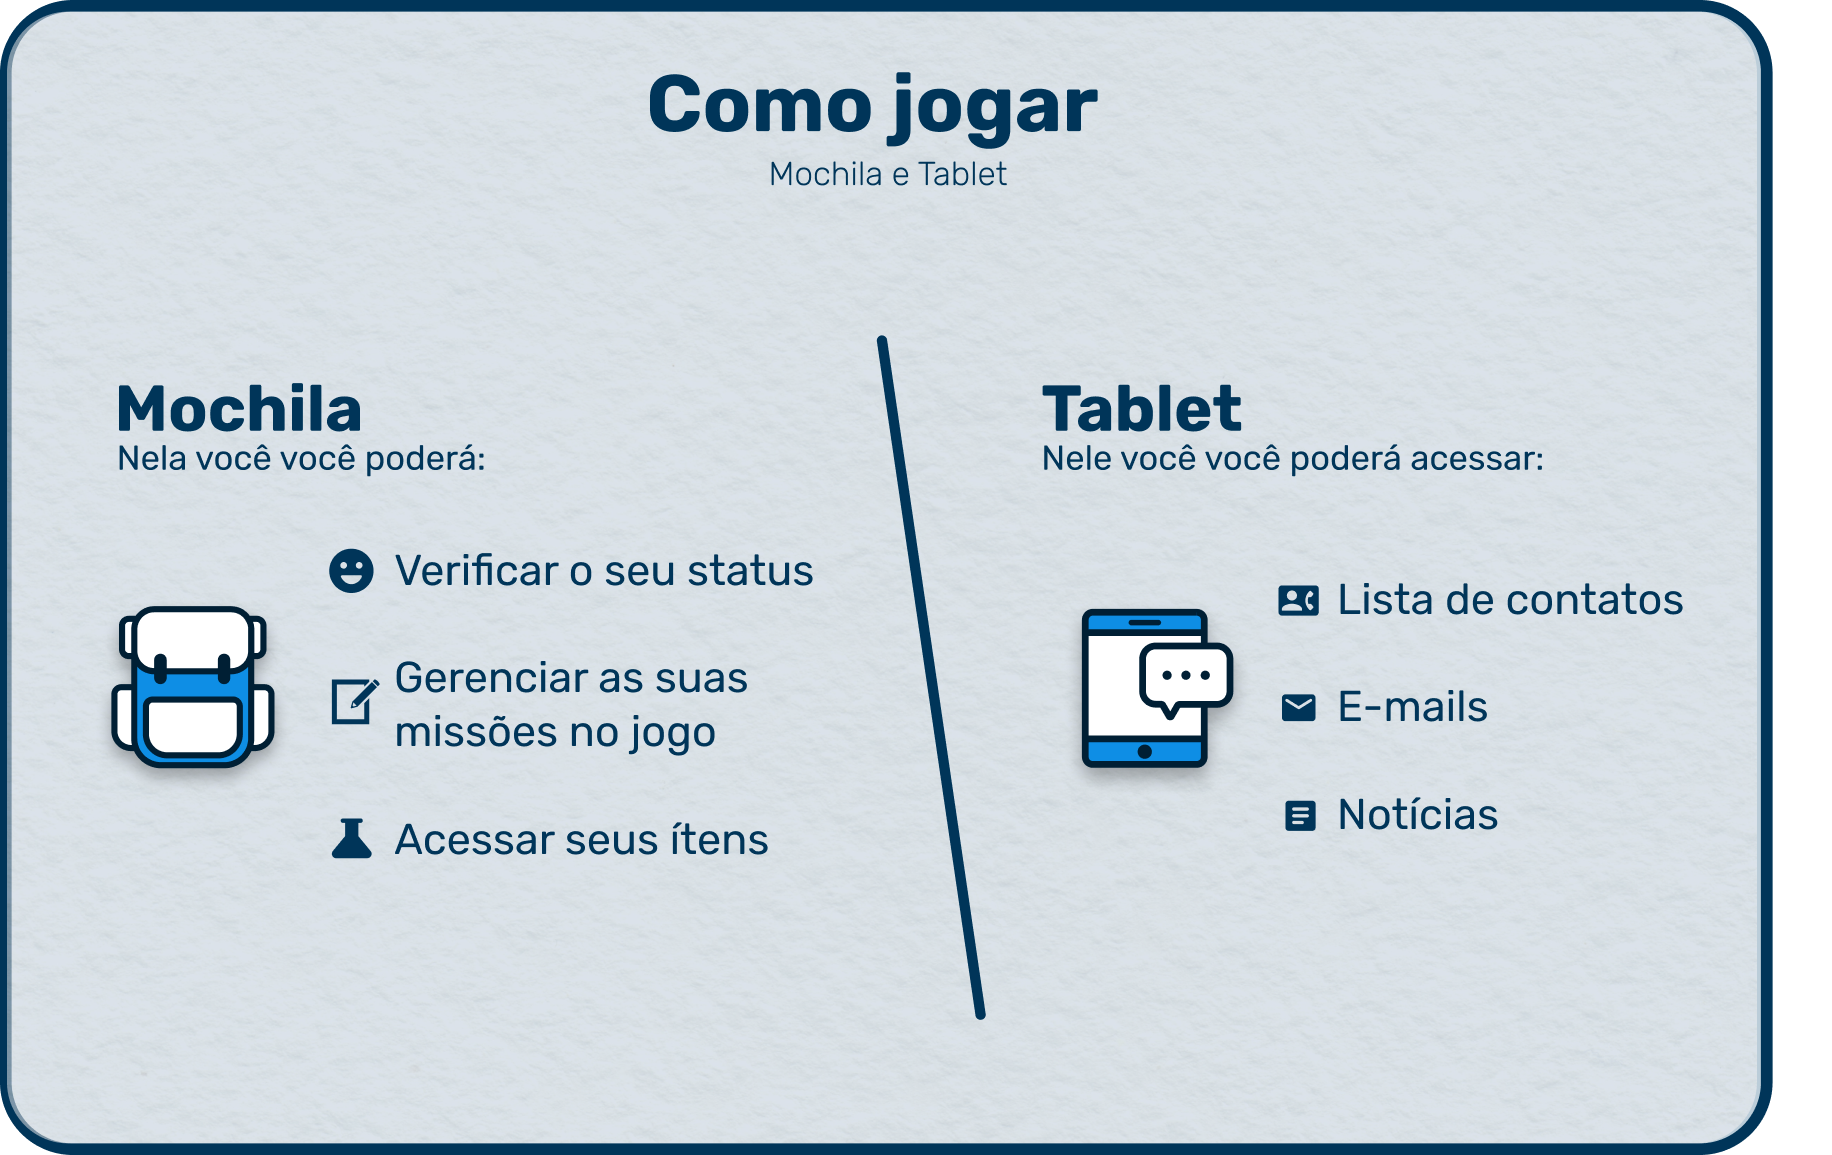 Como jogar
Mochila e Tablet
Mochila
Nela você você poderá:
Verificar o seu status
Gerenciar as suas
missões no jogo
Acessar seus ítens
Tablet
Nele você você poderá acessar:
Lista de contatos
E-mails
Notícias